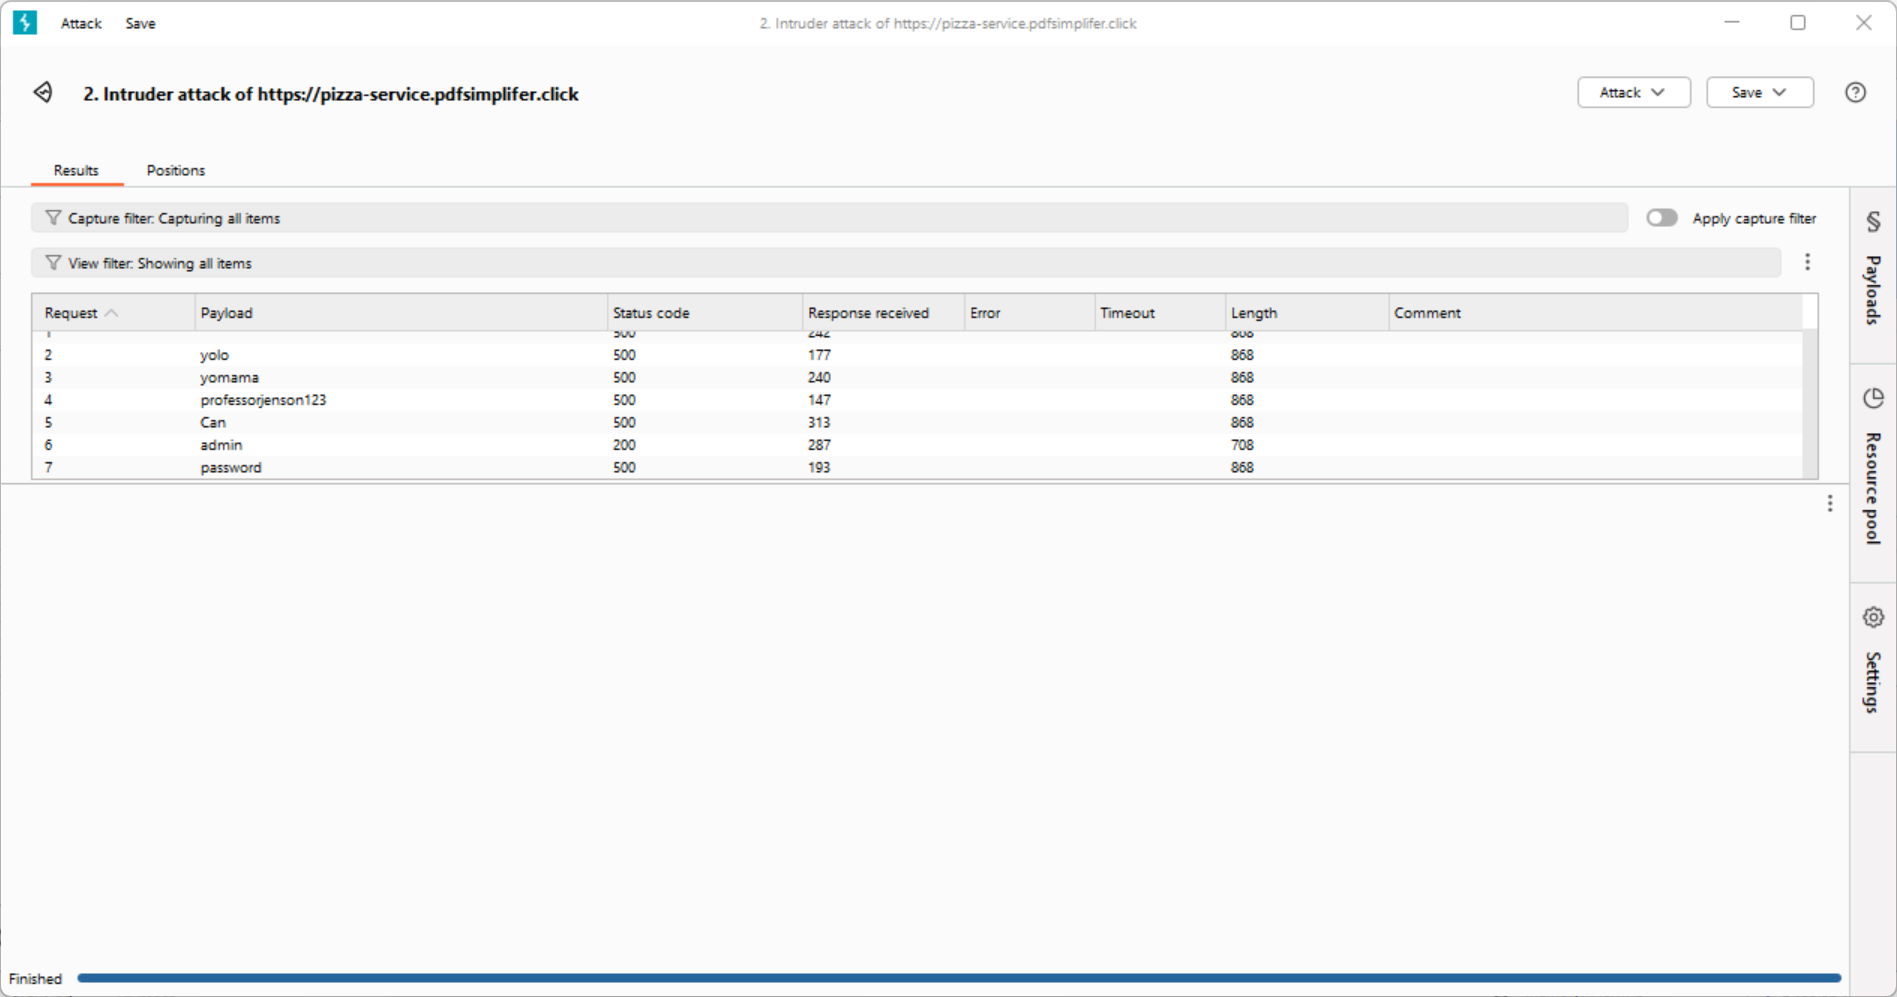 Attack Save 2. Intruder attack of https://pizza-service.pdfsimplifer.click
2. Intruder attack of https://pizza-service.pdfsimplifer.click Attack Save
Results Positions
Capture filter: Capturing all items Apply capture filter
View filter: Showing all items
Request Payload Status code Response received Error Timeout Length Comment
1 500 242 868
2 yolo 500 177 868
3 yomama 500 240 868
4 professorjenson123 500 147 868
5 Can 500 313 868
6 admin 200 287 708
7 password 500 193 868
Payloads
Resource pool
Settings
Finished